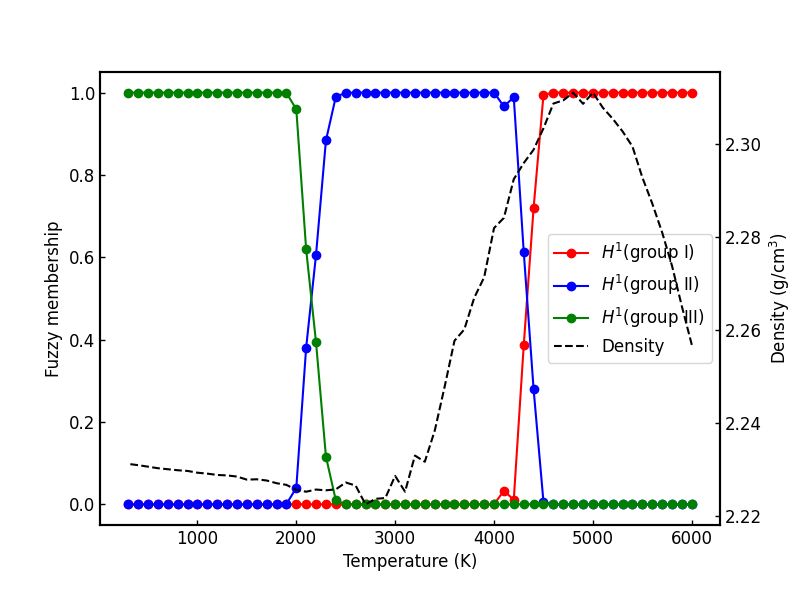 1.0
0.8
0.6
0.4
0.2
0.0
Fuzzy membership
1000
2000
3000
4000
5000
6000
Temperature (K)
2.30
2.28
2.26
2.24
2.22
Density (g/cm³)
H¹(group I)
H¹(group II)
H¹(group III)
Density